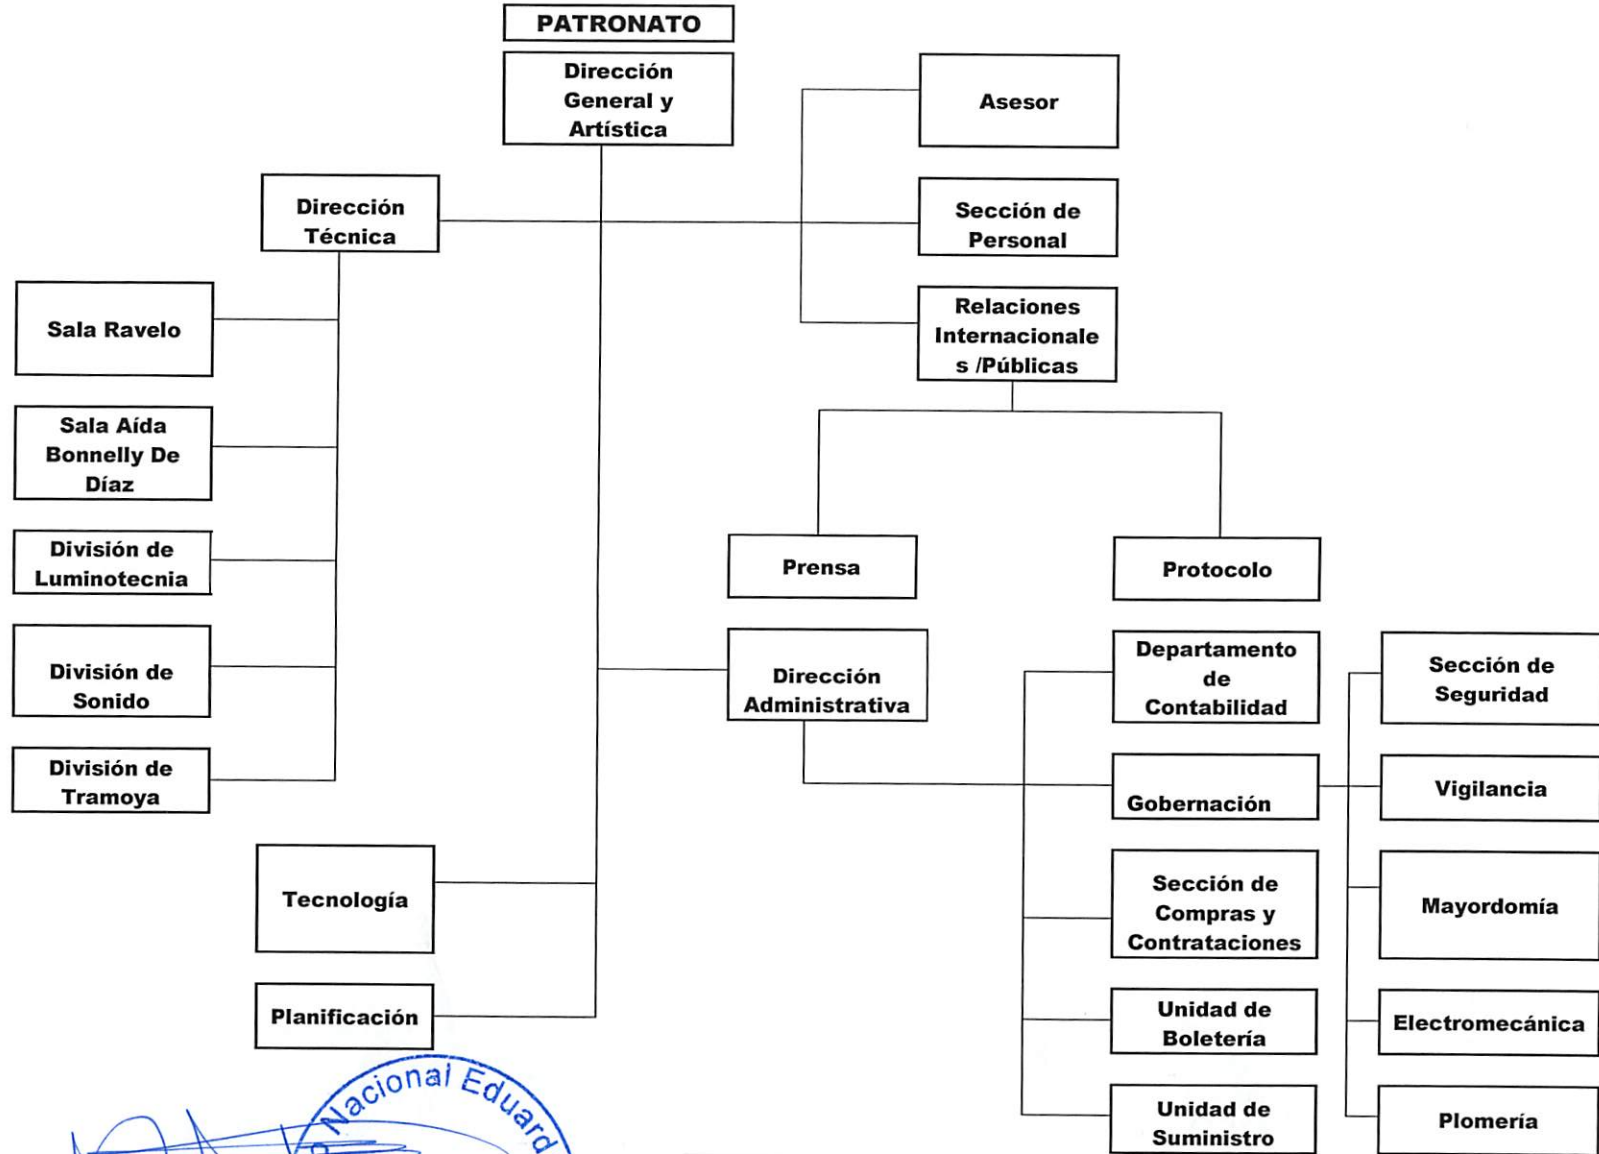 PATRONATO
Dirección
General y
Artística
Asesor
Dirección
Técnica
Sección de
Personal
Sala Ravelo
Relaciones
Internacionale
s /Públicas
Sala Aída
Bonnelly De
Díaz
División de
Luminotecnia
Prensa
Protocolo
División de
Sonido
Dirección
Administrativa
Departamento
de
Contabilidad
Sección de
Seguridad
División de
Tramoya
Gobernación
Vigilancia
Tecnología
Sección de
Compras y
Contrataciones
Mayordomía
Planificación
Unidad de
Boletería
Electromecánica
Unidad de
Suministro
Plomería
Nacional Eduard